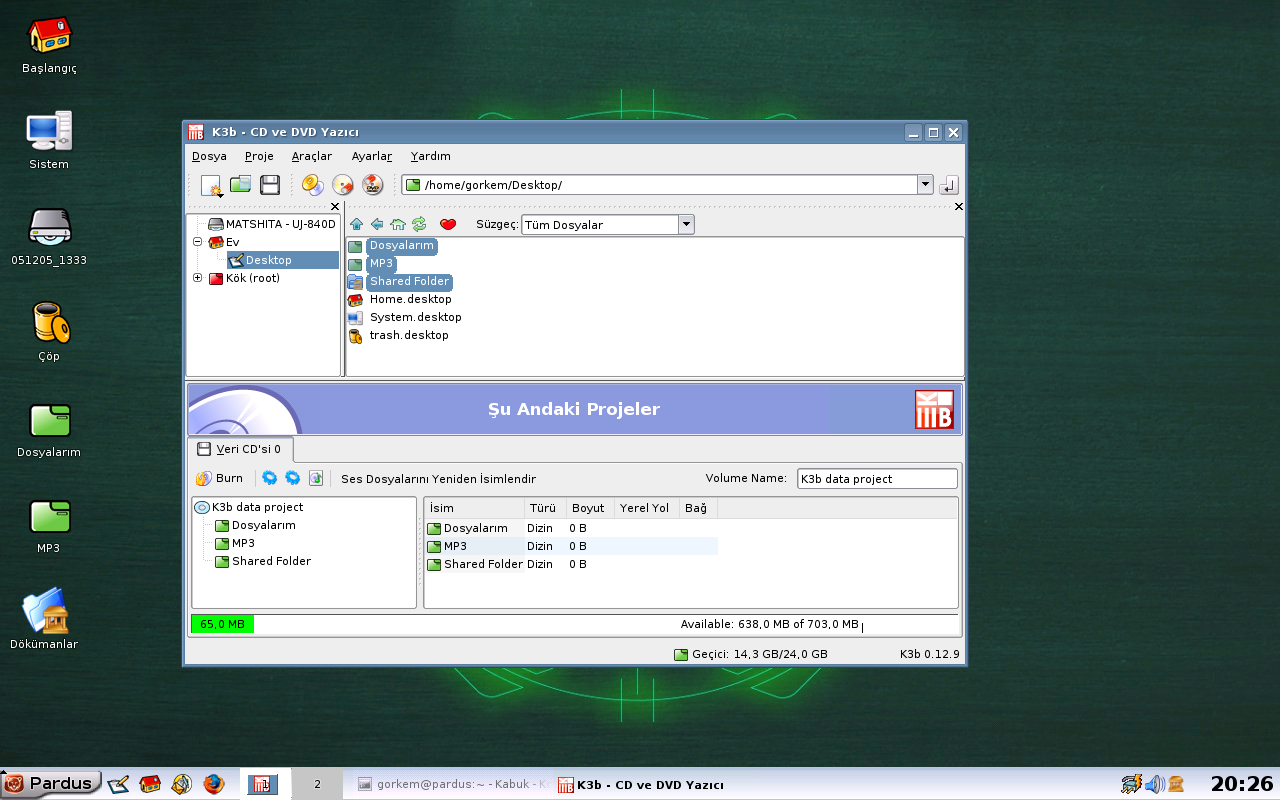 Başlangıç
Sistem
051205_1333
Çöp
Dosyalarım
MP3
Dökümanlar
K3b - CD ve DVD Yazıcı
Dosya Proje Araçlar Ayarlar Yardım
/home/gorkem/Desktop/
MATSHITA - UJ-840D
Ev
Desktop
Kök (root)
Süzgeç: Tüm Dosyalar
Dosyalarım
MP3
Shared Folder
Home.desktop
System.desktop
trash.desktop
Şu Andaki Projeler
Veri CD'si 0
Burn Ses Dosyalarını Yeniden İsimlendir Volume Name: K3b data project
K3b data project
Dosyalarım
MP3
Shared Folder
İsim Türü Boyut Yerel Yol Bağ
Dosyalarım Dizin 0 B
MP3 Dizin 0 B
Shared Folder Dizin 0 B
65,0 MB Available: 638,0 MB of 703,0 MB
Geçici: 14,3 GB/24,0 GB K3b 0.12.9
Pardus 2 gorkem@pardus:~ - Kabuk - K K3b - CD ve DVD Yazıcı 20:26